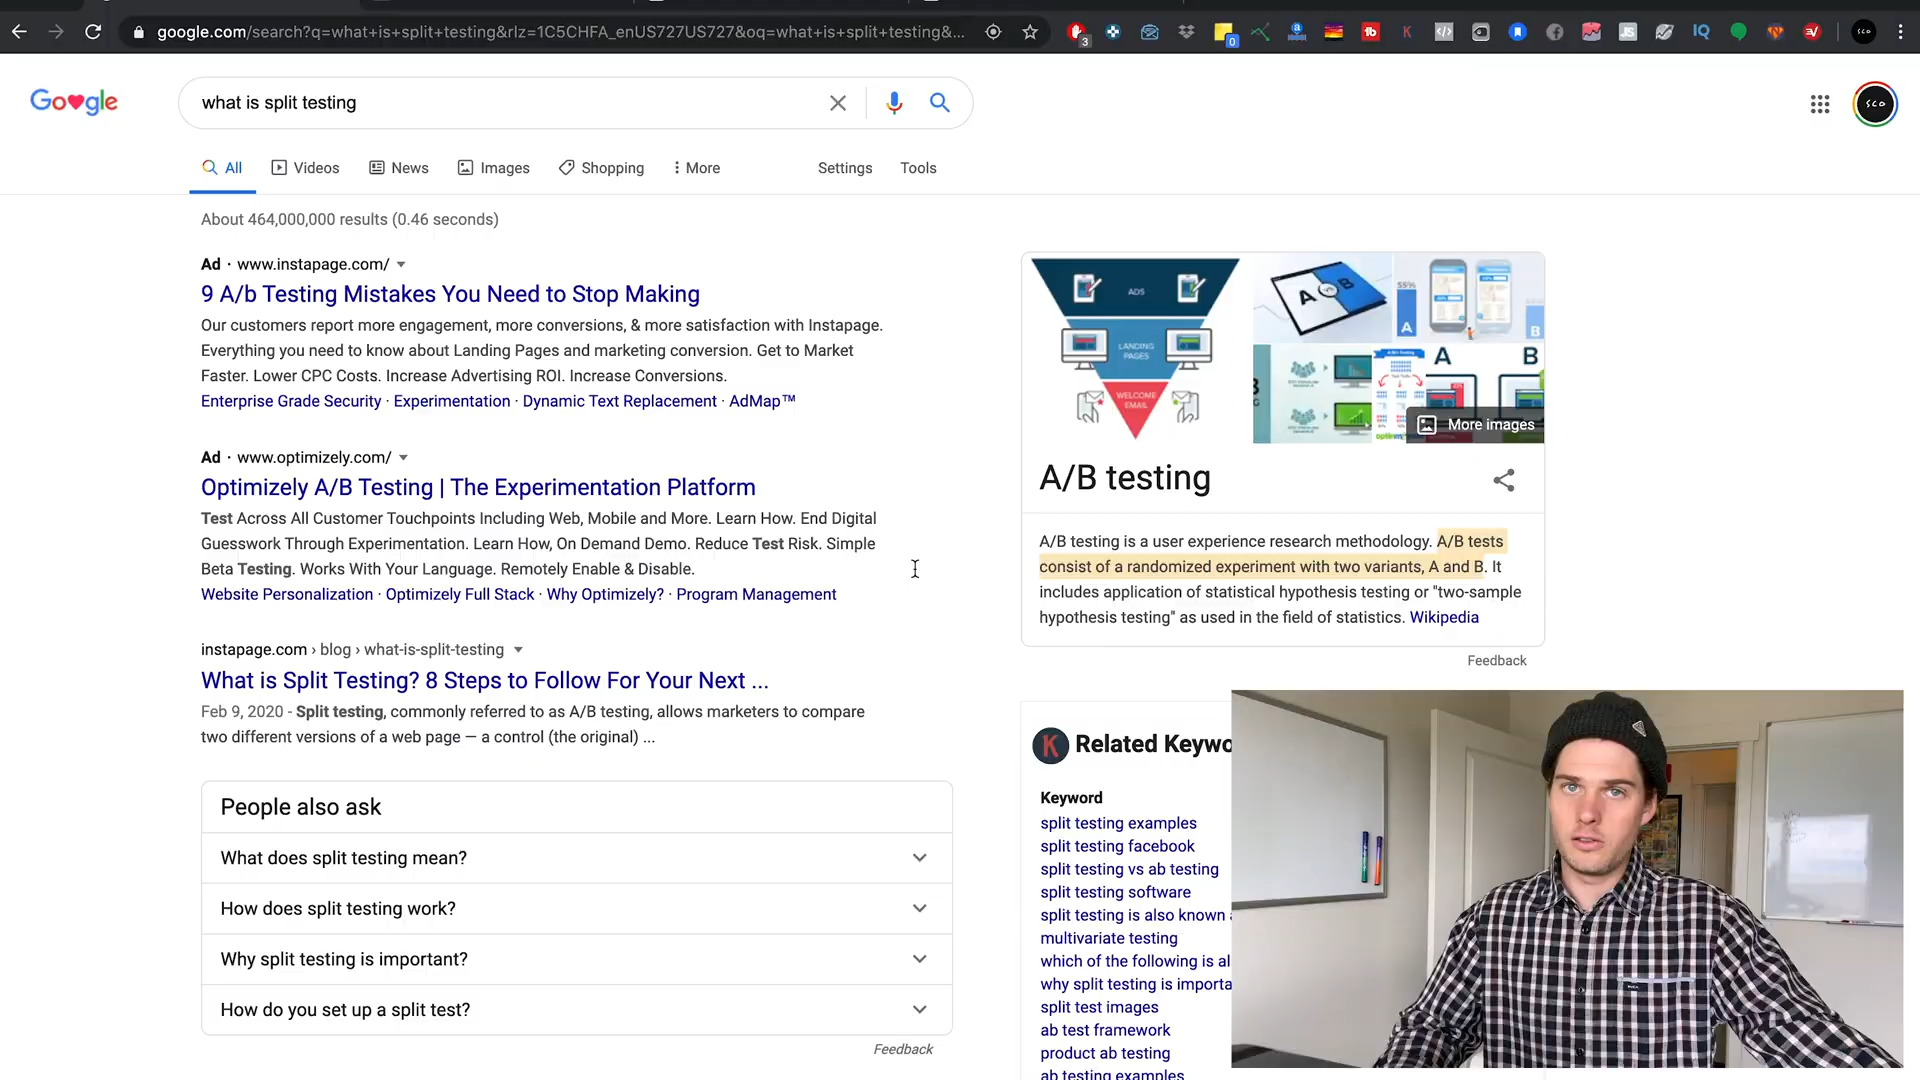 google.com/search?q=what+is+split+testing&rlz=1C5CHFA_enUS727US727&oq=what+is+split+testing&...
3
0
a
tb
K
JS
IQ
sco
Google
what is split testing
sco
All
Videos
News
Images
Shopping
More
Settings
Tools
About 464,000,000 results (0.46 seconds)
Ad · www.instapage.com/
9 A/b Testing Mistakes You Need to Stop Making
Our customers report more engagement, more conversions, & more satisfaction with Instapage.
Everything you need to know about Landing Pages and marketing conversion. Get to Market
Faster. Lower CPC Costs. Increase Advertising ROI. Increase Conversions.
Enterprise Grade Security · Experimentation · Dynamic Text Replacement · AdMap™
Ad · www.optimizely.com/
Optimizely A/B Testing | The Experimentation Platform
Test Across All Customer Touchpoints Including Web, Mobile and More. Learn How. End Digital
Guesswork Through Experimentation. Learn How, On Demand Demo. Reduce Test Risk. Simple
Beta Testing. Works With Your Language. Remotely Enable & Disable.
Website Personalization · Optimizely Full Stack · Why Optimizely? · Program Management
instapage.com › blog › what-is-split-testing
What is Split Testing? 8 Steps to Follow For Your Next ...
Feb 9, 2020 - Split testing, commonly referred to as A/B testing, allows marketers to compare
two different versions of a web page — a control (the original) ...
People also ask
What does split testing mean?
How does split testing work?
Why split testing is important?
How do you set up a split test?
Feedback
ADS
LANDING
PAGES
WELCOME
EMAIL
A B
55%
A
B
A
B
More images
A/B testing
A/B testing is a user experience research methodology. A/B tests
consist of a randomized experiment with two variants, A and B. It
includes application of statistical hypothesis testing or "two-sample
hypothesis testing" as used in the field of statistics. Wikipedia
Feedback
K Related Keywo
Keyword
split testing examples
split testing facebook
split testing vs ab testing
split testing software
split testing is also known
multivariate testing
which of the following is al
why split testing is importa
split test images
ab test framework
product ab testing
ab testing examples